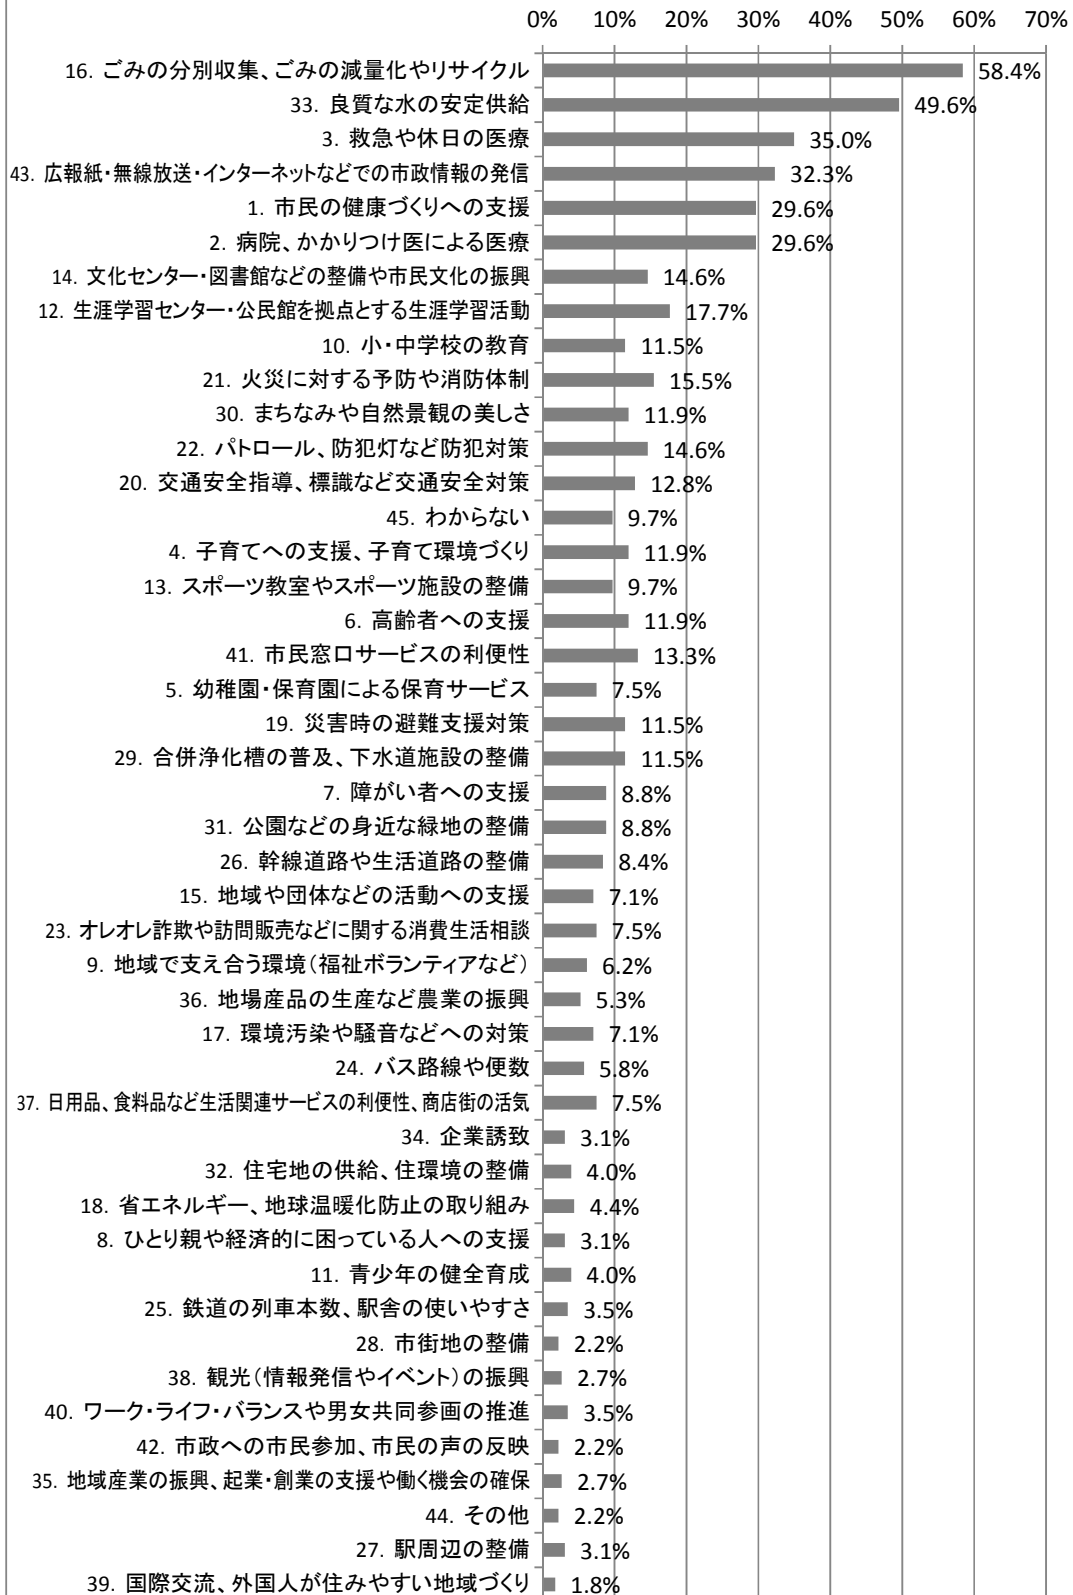 0% 10% 20% 30% 40% 50% 60% 70%
16. ごみの分別収集、ごみの減量化やリサイクル 58.4%
33. 良質な水の安定供給 49.6%
3. 救急や休日の医療 35.0%
43. 広報紙・無線放送・インターネットなどでの市政情報の発信 32.3%
1. 市民の健康づくりへの支援 29.6%
2. 病院、かかりつけ医による医療 29.6%
14. 文化センター・図書館などの整備や市民文化の振興 14.6%
12. 生涯学習センター・公民館を拠点とする生涯学習活動 17.7%
10. 小・中学校の教育 11.5%
21. 火災に対する予防や消防体制 15.5%
30. まちなみや自然景観の美しさ 11.9%
22. パトロール、防犯灯など防犯対策 14.6%
20. 交通安全指導、標識など交通安全対策 12.8%
45. わからない 9.7%
4. 子育てへの支援、子育て環境づくり 11.9%
13. スポーツ教室やスポーツ施設の整備 9.7%
6. 高齢者への支援 11.9%
41. 市民窓口サービスの利便性 13.3%
5. 幼稚園・保育園による保育サービス 7.5%
19. 災害時の避難支援対策 11.5%
29. 合併浄化槽の普及、下水道施設の整備 11.5%
7. 障がい者への支援 8.8%
31. 公園などの身近な緑地の整備 8.8%
26. 幹線道路や生活道路の整備 8.4%
15. 地域や団体などの活動への支援 7.1%
23. オレオレ詐欺や訪問販売などに関する消費生活相談 7.5%
9. 地域で支え合う環境（福祉ボランティアなど） 6.2%
36. 地場産品の生産など農業の振興 5.3%
17. 環境汚染や騒音などへの対策 7.1%
24. バス路線や便数 5.8%
37. 日用品、食料品など生活関連サービスの利便性、商店街の活気 7.5%
34. 企業誘致 3.1%
32. 住宅地の供給、住環境の整備 4.0%
18. 省エネルギー、地球温暖化防止の取り組み 4.4%
8. ひとり親や経済的に困っている人への支援 3.1%
11. 青少年の健全育成 4.0%
25. 鉄道の列車本数、駅舎の使いやすさ 3.5%
28. 市街地の整備 2.2%
38. 観光（情報発信やイベント）の振興 2.7%
40. ワーク・ライフ・バランスや男女共同参画の推進 3.5%
42. 市政への市民参加、市民の声の反映 2.2%
35. 地域産業の振興、起業・創業の支援や働く機会の確保 2.7%
44. その他 2.2%
27. 駅周辺の整備 3.1%
39. 国際交流、外国人が住みやすい地域づくり 1.8%